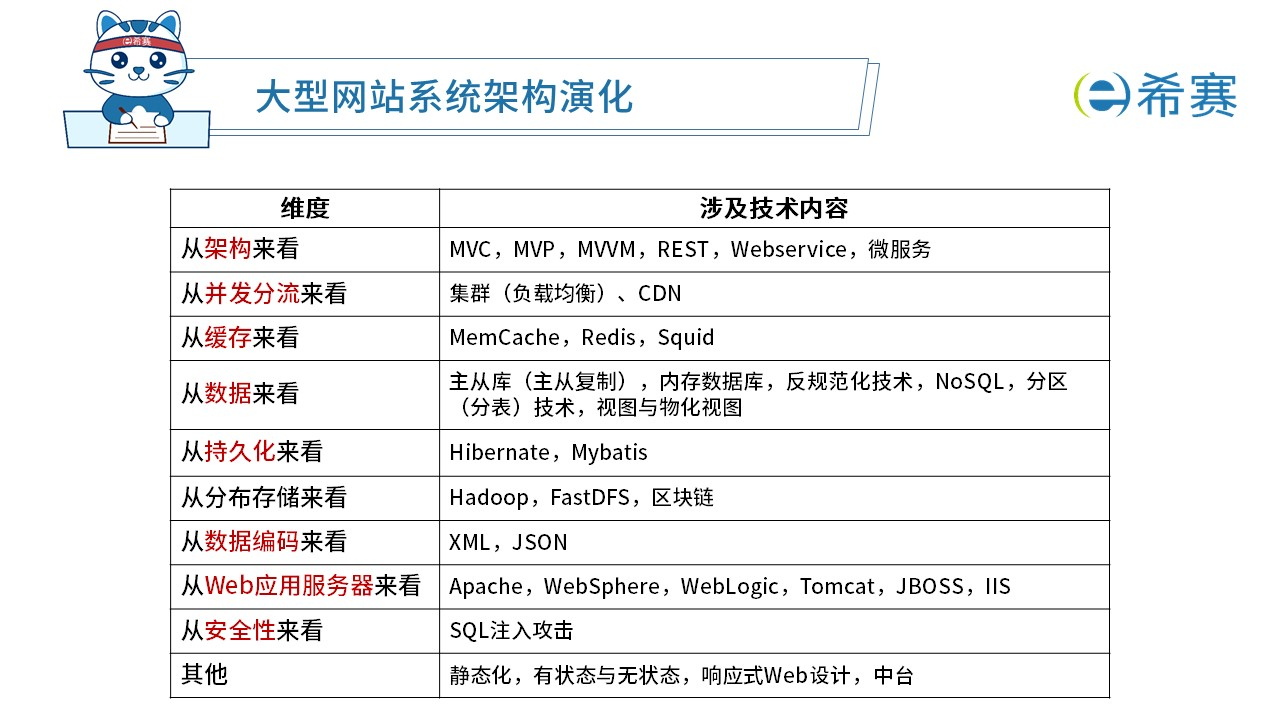 希赛
大型网站系统架构演化
希赛
维度 涉及技术内容
从架构来看 MVC，MVP，MVVM，REST，Webservice，微服务
从并发分流来看 集群（负载均衡）、CDN
从缓存来看 MemCache，Redis，Squid
从数据来看 主从库（主从复制），内存数据库，反规范化技术，NoSQL，分区
（分表）技术，视图与物化视图
从持久化来看 Hibernate，Mybatis
从分布存储来看 Hadoop，FastDFS，区块链
从数据编码来看 XML，JSON
从Web应用服务器来看 Apache，WebSphere，WebLogic，Tomcat，JBOSS，IIS
从安全性来看 SQL注入攻击
其他 静态化，有状态与无状态，响应式Web设计，中台